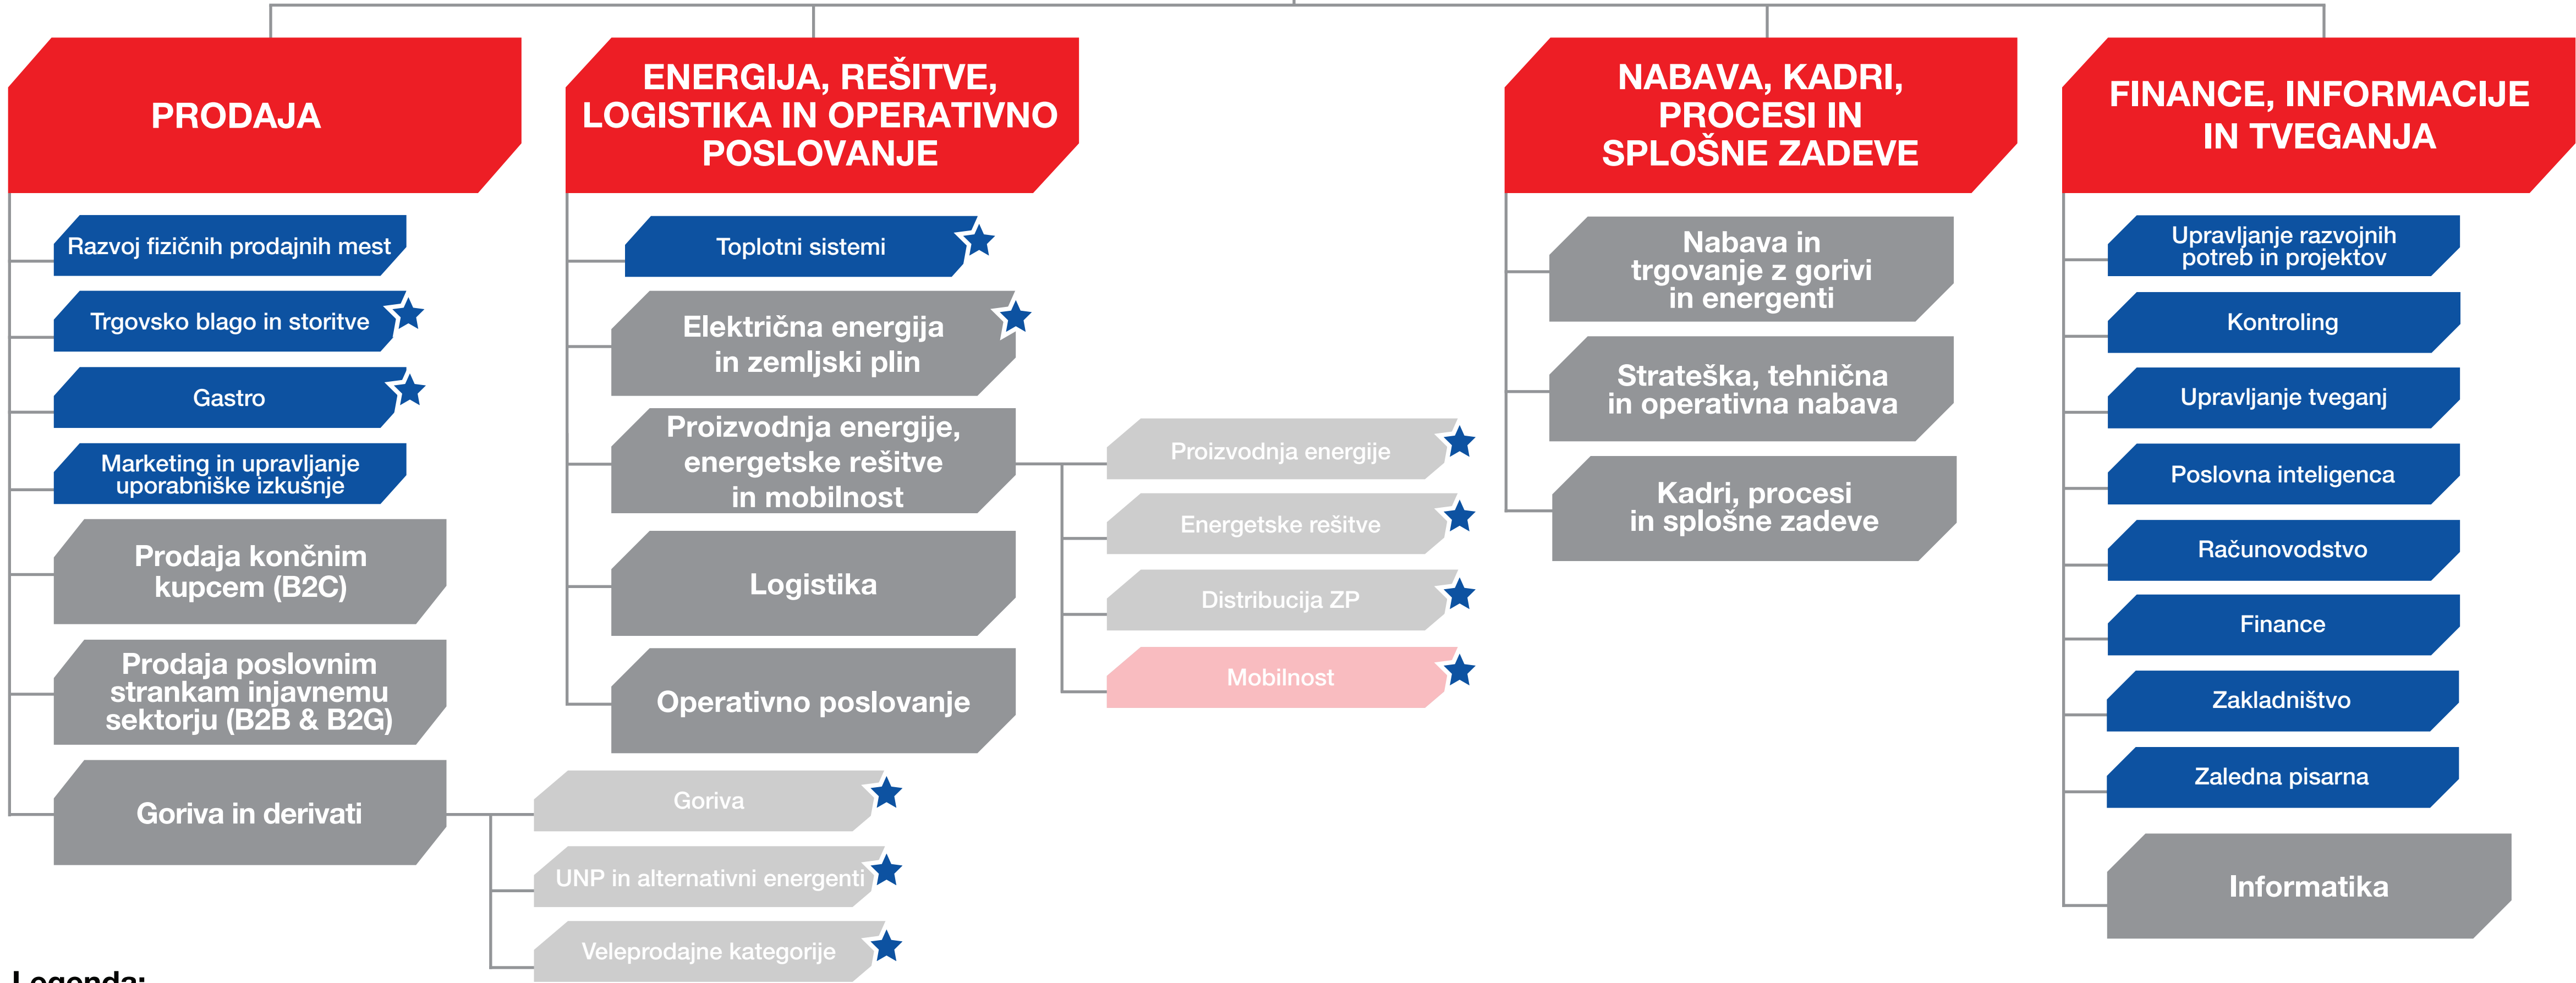 PRODAJA
Razvoj fizičnih prodajnih mest
Trgovsko blago in storitve
Gastro
Marketing in upravljanje
uporabniške izkušnje
Prodaja končnim
kupcem (B2C)
Prodaja poslovnim
strankam injavnemu
sektorju (B2B & B2G)
Goriva in derivati
Goriva
UNP in alternativni energenti
Veleprodajne kategorije
ENERGIJA, REŠITVE,
LOGISTIKA IN OPERATIVNO
POSLOVANJE
Toplotni sistemi
Električna energija
in zemljski plin
Proizvodnja energije,
energetske rešitve
in mobilnost
Proizvodnja energije
Energetske rešitve
Distribucija ZP
Mobilnost
Logistika
Operativno poslovanje
NABAVA, KADRI,
PROCESI IN
SPLOŠNE ZADEVE
Nabava in
trgovanje z gorivi
in energenti
Strateška, tehnična
in operativna nabava
Kadri, procesi
in splošne zadeve
FINANCE, INFORMACIJE
IN TVEGANJA
Upravljanje razvojnih
potreb in projektov
Kontroling
Upravljanje tveganj
Poslovna inteligenca
Računovodstvo
Finance
Zakladništvo
Zaledna pisarna
Informatika
Legenda: